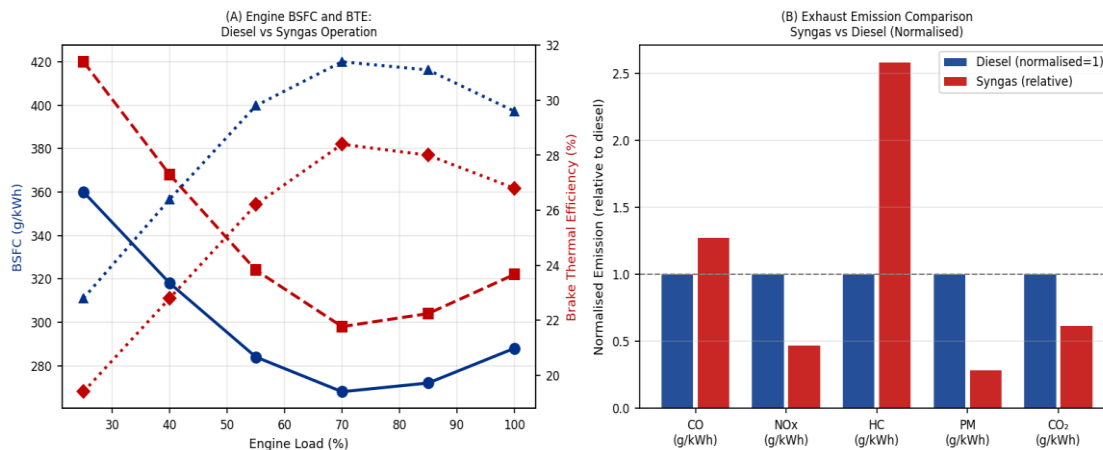 (A) Engine BSFC and BTE:
Diesel vs Syngas Operation
BSFC (g/kWh)
420
400
380
360
340
320
300
280
30 40 50 60 70 80 90 100
Engine Load (%)
32
30
28
26
24
22
20
Brake Thermal Efficiency (%)
(B) Exhaust Emission Comparison
Syngas vs Diesel (Normalised)
Normalised Emission (relative to diesel)
2.5
2.0
1.5
1.0
0.5
0.0
Diesel (normalised=1)
Syngas (relative)
CO NOx HC PM CO₂
(g/kWh) (g/kWh) (g/kWh) (g/kWh) (g/kWh)